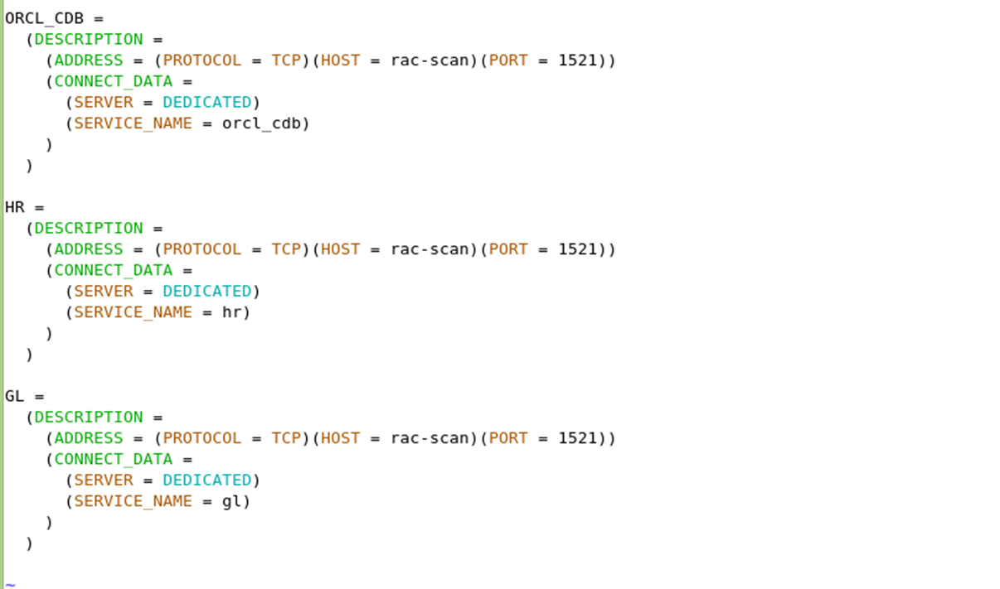 ORCL_CDB =
  (DESCRIPTION =
    (ADDRESS = (PROTOCOL = TCP)(HOST = rac-scan)(PORT = 1521))
    (CONNECT_DATA =
      (SERVER = DEDICATED)
      (SERVICE_NAME = orcl_cdb)
    )
  )

HR =
  (DESCRIPTION =
    (ADDRESS = (PROTOCOL = TCP)(HOST = rac-scan)(PORT = 1521))
    (CONNECT_DATA =
      (SERVER = DEDICATED)
      (SERVICE_NAME = hr)
    )
  )

GL =
  (DESCRIPTION =
    (ADDRESS = (PROTOCOL = TCP)(HOST = rac-scan)(PORT = 1521))
    (CONNECT_DATA =
      (SERVER = DEDICATED)
      (SERVICE_NAME = gl)
    )
  )

~